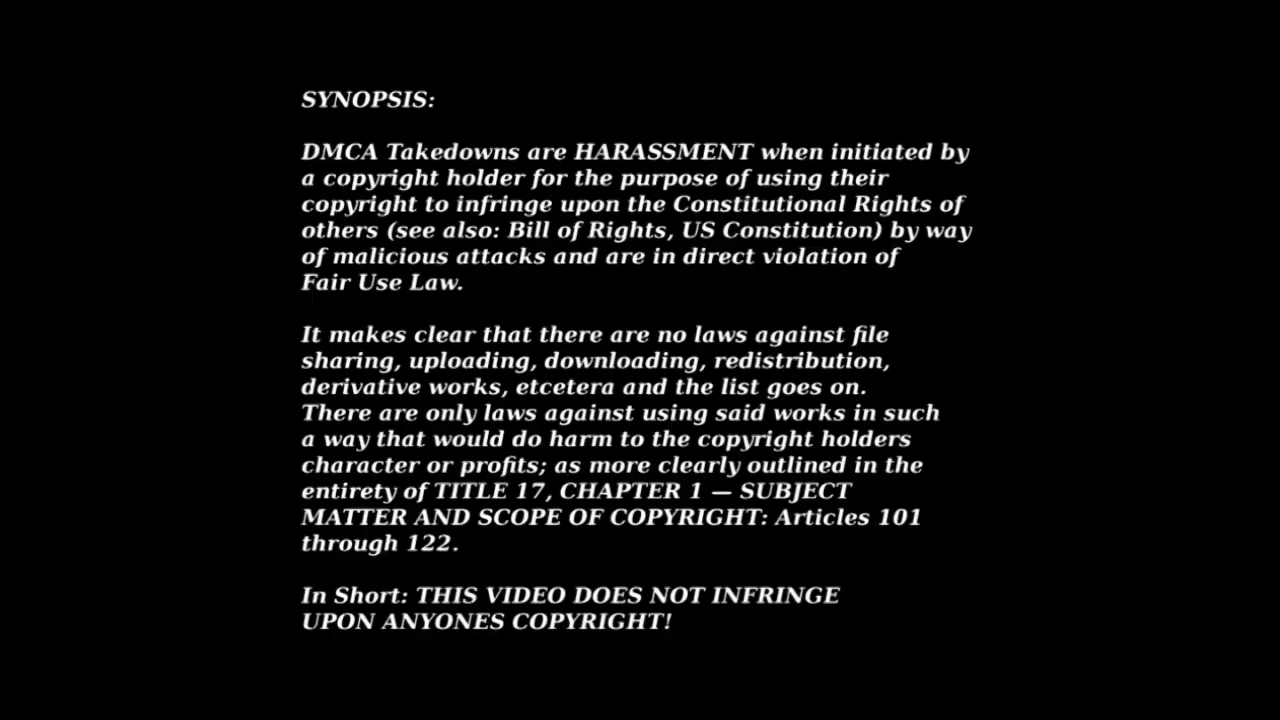 SYNOPSIS:
DMCA Takedowns are HARASSMENT when initiated by
a copyright holder for the purpose of using their
copyright to infringe upon the Constitutional Rights of
others (see also: Bill of Rights, US Constitution) by way
of malicious attacks and are in direct violation of
Fair Use Law.
It makes clear that there are no laws against file
sharing, uploading, downloading, redistribution,
derivative works, etcetera and the list goes on.
There are only laws against using said works in such
a way that would do harm to the copyright holders
character or profits; as more clearly outlined in the
entirety of TITLE 17, CHAPTER 1 — SUBJECT
MATTER AND SCOPE OF COPYRIGHT: Articles 101
through 122.
In Short: THIS VIDEO DOES NOT INFRINGE
UPON ANYONES COPYRIGHT!